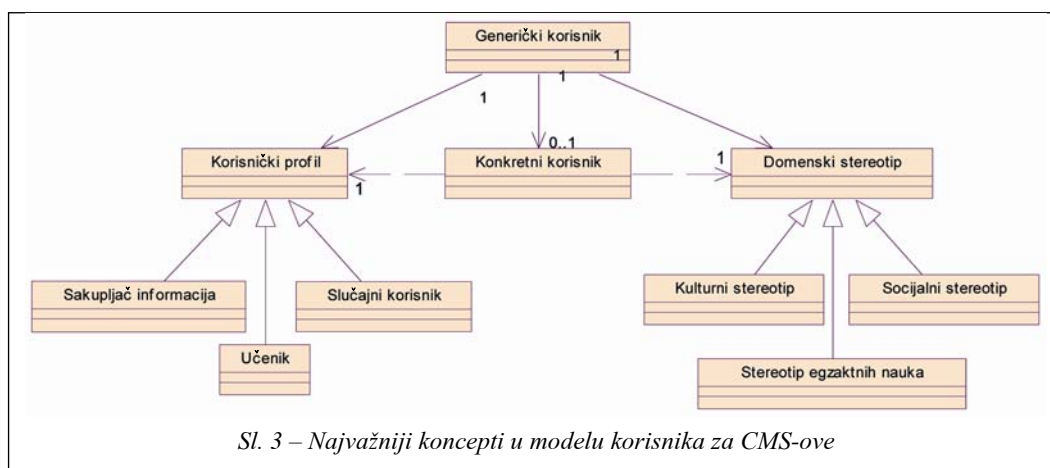 Generički korisnik
1
1
1
0..1
Korisnički profil
Konkretni korisnik
1
Domenski stereotip
1
Sakupljač informacija
Slučajni korisnik
Kulturni stereotip
Socijalni stereotip
Učenik
Stereotip egzaktnih nauka
Sl. 3 – Najvažniji koncepti u modelu korisnika za CMS-ove